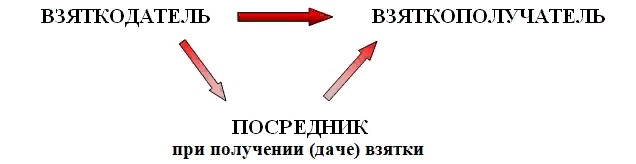 ВЗЯТКОДАТЕЛЬ ВЗЯТКОПОЛУЧАТЕЛЬ
ПОСРЕДНИК
при получении (даче) взятки